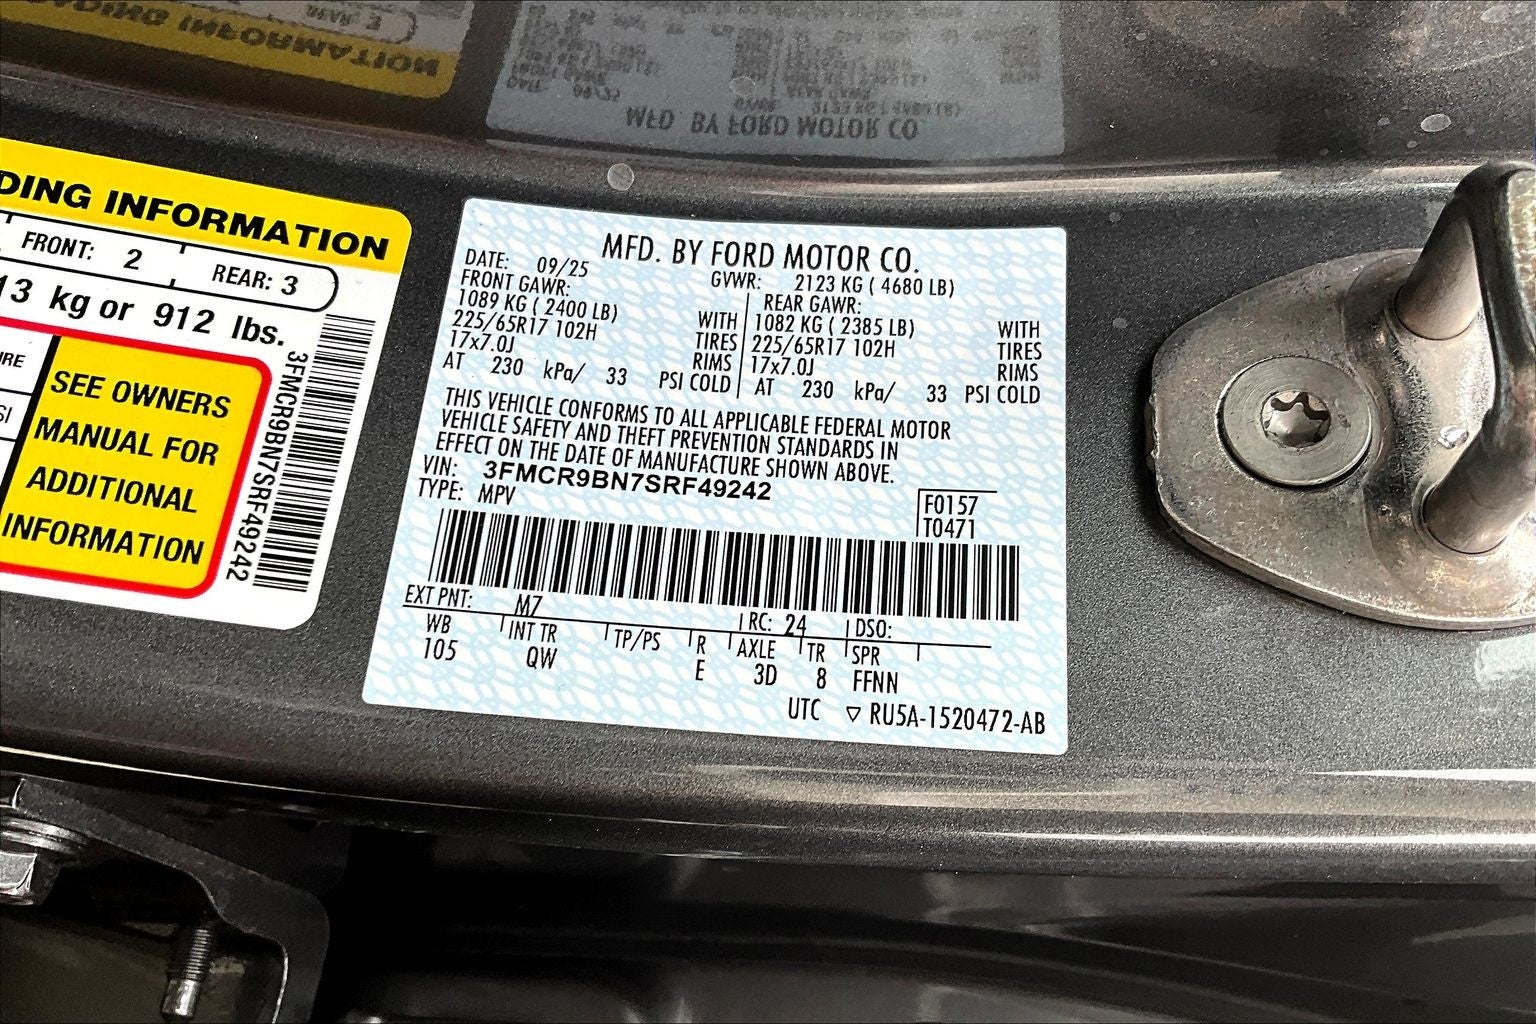 DING INFORMATION
FRONT: 2 REAR: 3
13 kg or 912 lbs.
SEE OWNERS
MANUAL FOR
ADDITIONAL
INFORMATION
3FMCR9BN7SRF49242
MFD. BY FORD MOTOR CO.
DATE: 09/25 GVWR: 2123 KG ( 4680 LB)
FRONT GAWR: REAR GAWR:
1089 KG ( 2400 LB) WITH 1082 KG ( 2385 LB) WITH
225/65R17 102H TIRES 225/65R17 102H TIRES
17x7.0J RIMS 17x7.0J RIMS
AT 230 kPa/ 33 PSI COLD AT 230 kPa/ 33 PSI COLD
THIS VEHICLE CONFORMS TO ALL APPLICABLE FEDERAL MOTOR
VEHICLE SAFETY AND THEFT PREVENTION STANDARDS IN
EFFECT ON THE DATE OF MANUFACTURE SHOWN ABOVE.
VIN: 3FMCR9BN7SRF49242
TYPE: MPV
F0157
T0471
EXT PNT: M7 RC: 24 DSO:
WB INT TR TP/PS R AXLE TR SPR
105 QW E 3D 8 FFNN
UTC ▽ RU5A-1520472-AB